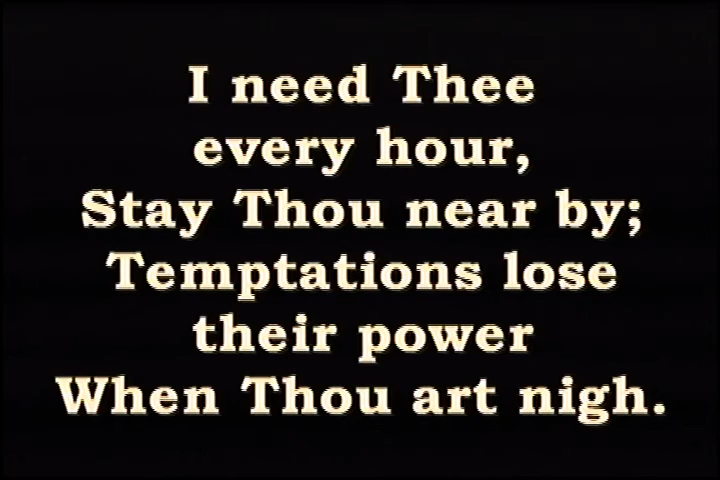 I need Thee
every hour,
Stay Thou near by;
Temptations lose
their power
When Thou art nigh.